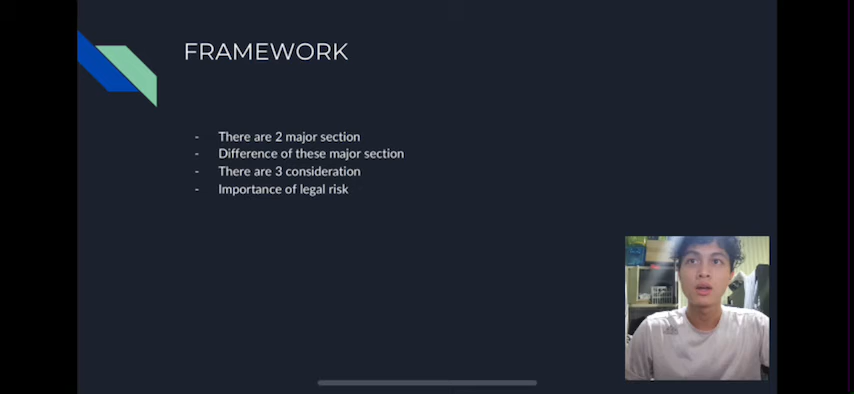 FRAMEWORK
- There are 2 major section
- Difference of these major section
- There are 3 consideration
- Importance of legal risk